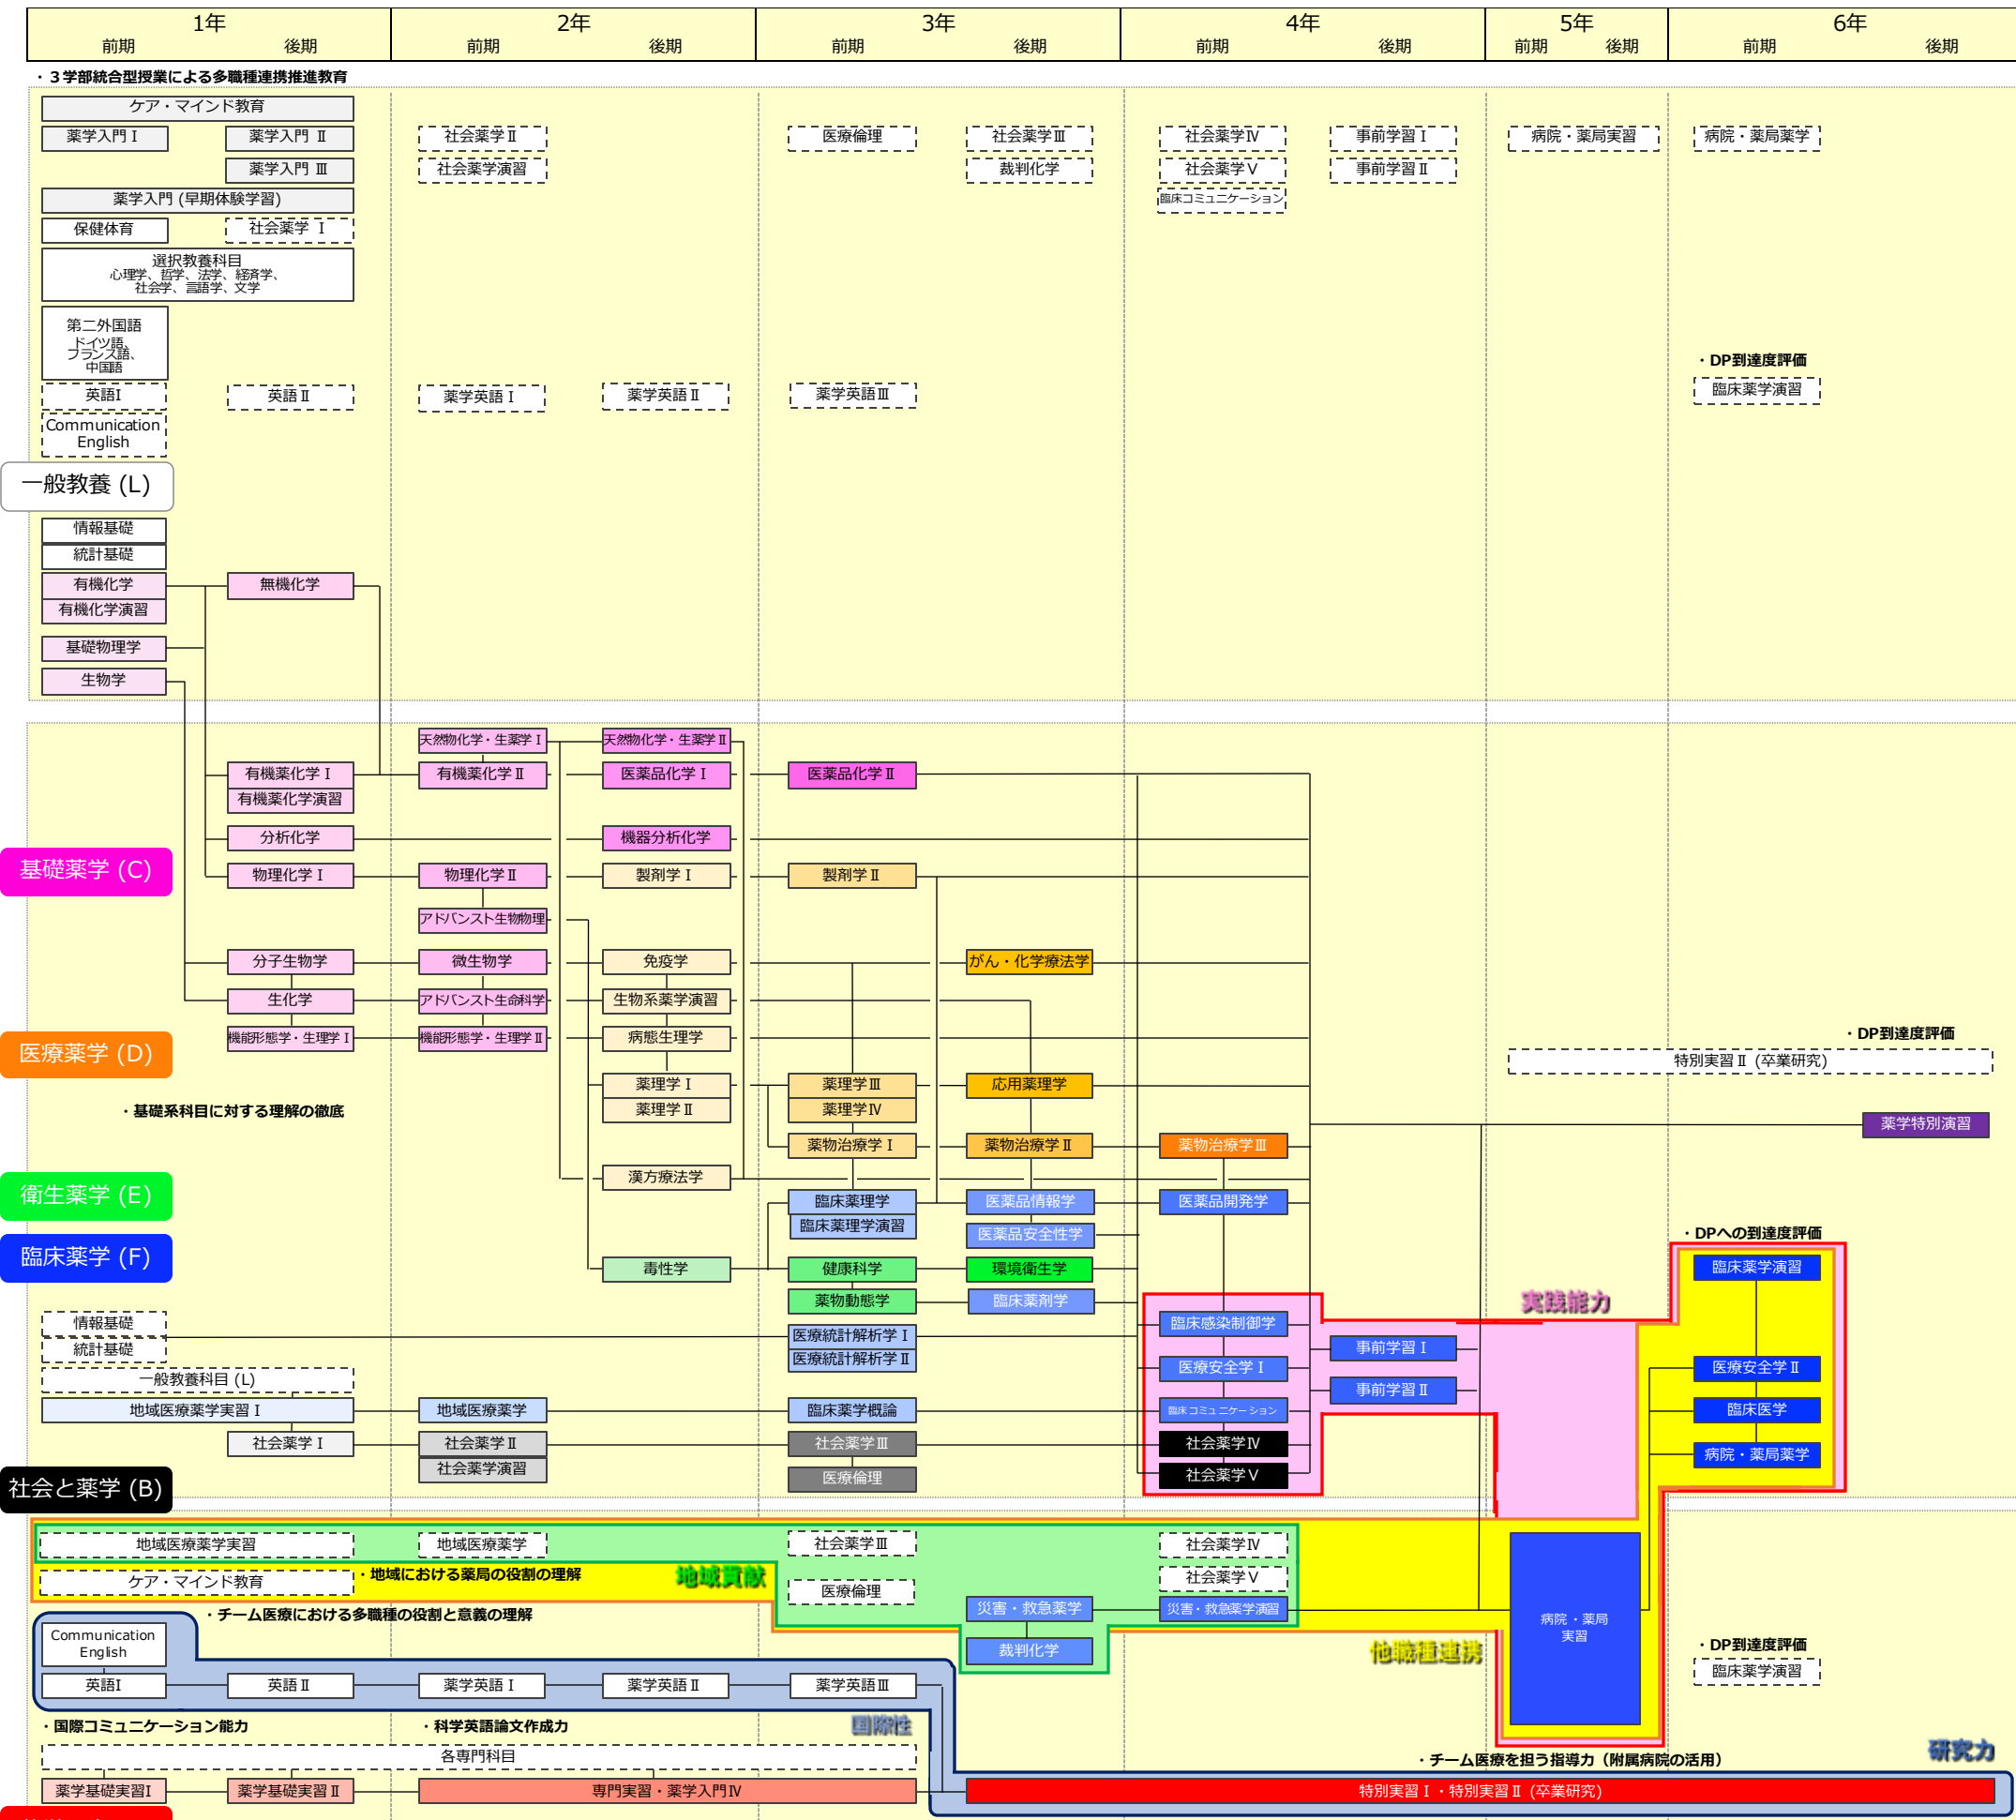 1年 2年 3年 4年 5年 6年
前期 後期 前期 後期 前期 後期 前期 後期 前期 後期 前期 後期
・３学部統合型授業による多職種連携推進教育
ケア・マインド教育
薬学入門Ⅰ 薬学入門 Ⅱ 社会薬学Ⅱ 医療倫理 社会薬学Ⅲ 社会薬学Ⅳ 事前学習Ⅰ 病院・薬局実習 病院・薬局薬学
薬学入門 Ⅲ 社会薬学演習 裁判化学 社会薬学Ⅴ 事前学習Ⅱ
薬学入門 (早期体験学習) 臨床コミュニケーション
保健体育 社会薬学 Ⅰ
選択教養科目
心理学、哲学、法学、経済学、
社会学、言語学、文学
第二外国語
ドイツ語、
フランス語、
中国語
・DP到達度評価
英語Ⅰ 英語Ⅱ 薬学英語Ⅰ 薬学英語Ⅱ 薬学英語Ⅲ 臨床薬学演習
Communication
English
一般教養 (L)
情報基礎
統計基礎
有機化学 無機化学
有機化学演習
基礎物理学
生物学
天然物化学・生薬学Ⅰ 天然物化学・生薬学Ⅱ
有機薬化学Ⅰ 有機薬化学Ⅱ 医薬品化学Ⅰ 医薬品化学Ⅱ
有機薬化学演習
分析化学 機器分析化学
基礎薬学 (C)
物理化学Ⅰ 物理化学Ⅱ 製剤学Ⅰ 製剤学Ⅱ
アドバンスト生物物理
分子生物学 微生物学 免疫学 がん・化学療法学
生化学 アドバンスト生命科学 生物系薬学演習
機能形態学・生理学Ⅰ 機能形態学・生理学Ⅱ 病態生理学
・DP到達度評価
医療薬学 (D)
特別実習Ⅱ (卒業研究)
薬理学Ⅰ 薬理学Ⅲ 応用薬理学
薬理学Ⅱ 薬理学Ⅳ
・基礎系科目に対する理解の徹底
薬学特別演習
薬物治療学Ⅰ 薬物治療学Ⅱ 薬物治療学Ⅲ
漢方療法学
衛生薬学 (E)
臨床薬理学 医薬品情報学 医薬品開発学
臨床薬理学演習 医薬品安全性学
・DPへの到達度評価
臨床薬学 (F)
毒性学 健康科学 環境衛生学 臨床薬学演習
薬物動態学 臨床薬剤学
実践能力
情報基礎 臨床感染制御学
統計基礎 医療統計解析学Ⅰ 事前学習Ⅰ
医療統計解析学Ⅱ 医療安全学Ⅰ 医療安全学Ⅱ
一般教養科目 (L) 事前学習Ⅱ
地域医療薬学実習Ⅰ 地域医療薬学 臨床薬学概論 臨床コミュニケーション 臨床医学
社会薬学Ⅰ 社会薬学Ⅱ 社会薬学Ⅲ 社会薬学Ⅳ 病院・薬局薬学
社会薬学演習 医療倫理 社会薬学Ⅴ
社会と薬学 (B)
地域医療薬学実習 地域医療薬学 社会薬学Ⅲ 社会薬学Ⅳ
ケア・マインド教育 ・地域における薬局の役割の理解 地域貢献 医療倫理 社会薬学Ⅴ
・チーム医療における多職種の役割と意義の理解 災害・救急薬学 災害・救急薬学演習
病院・薬局
実習
Communication
English
裁判化学 他職種連携 ・DP到達度評価
英語Ⅰ 英語Ⅱ 薬学英語Ⅰ 薬学英語Ⅱ 薬学英語Ⅲ 臨床薬学演習
・国際コミュニケーション能力 ・科学英語論文作成力 国際性
各専門科目 ・チーム医療を担う指導力（附属病院の活用） 研究力
薬学基礎実習Ⅰ 薬学基礎実習Ⅱ 専門実習・薬学入門Ⅳ 特別実習Ⅰ・特別実習Ⅱ (卒業研究)